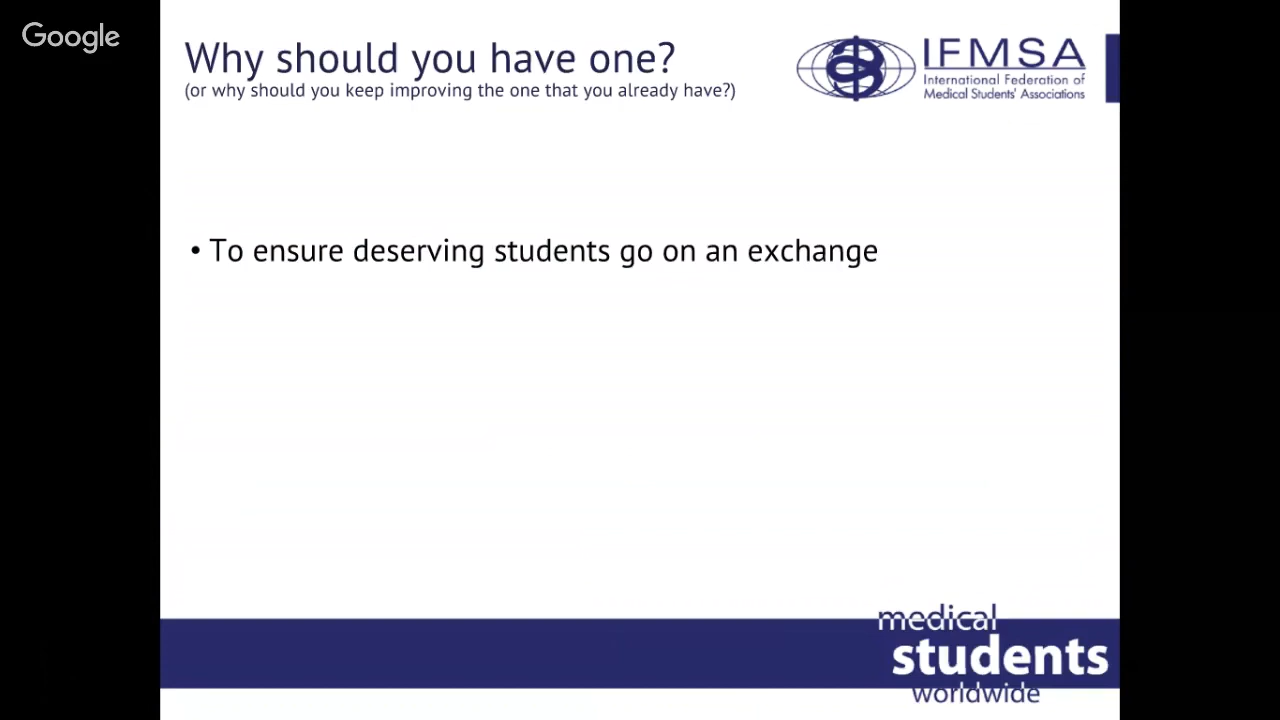 Google
Why should you have one?
(or why should you keep improving the one that you already have?)
IFMSA
International Federation of
Medical Students' Associations
• To ensure deserving students go on an exchange
medical
students
worldwide